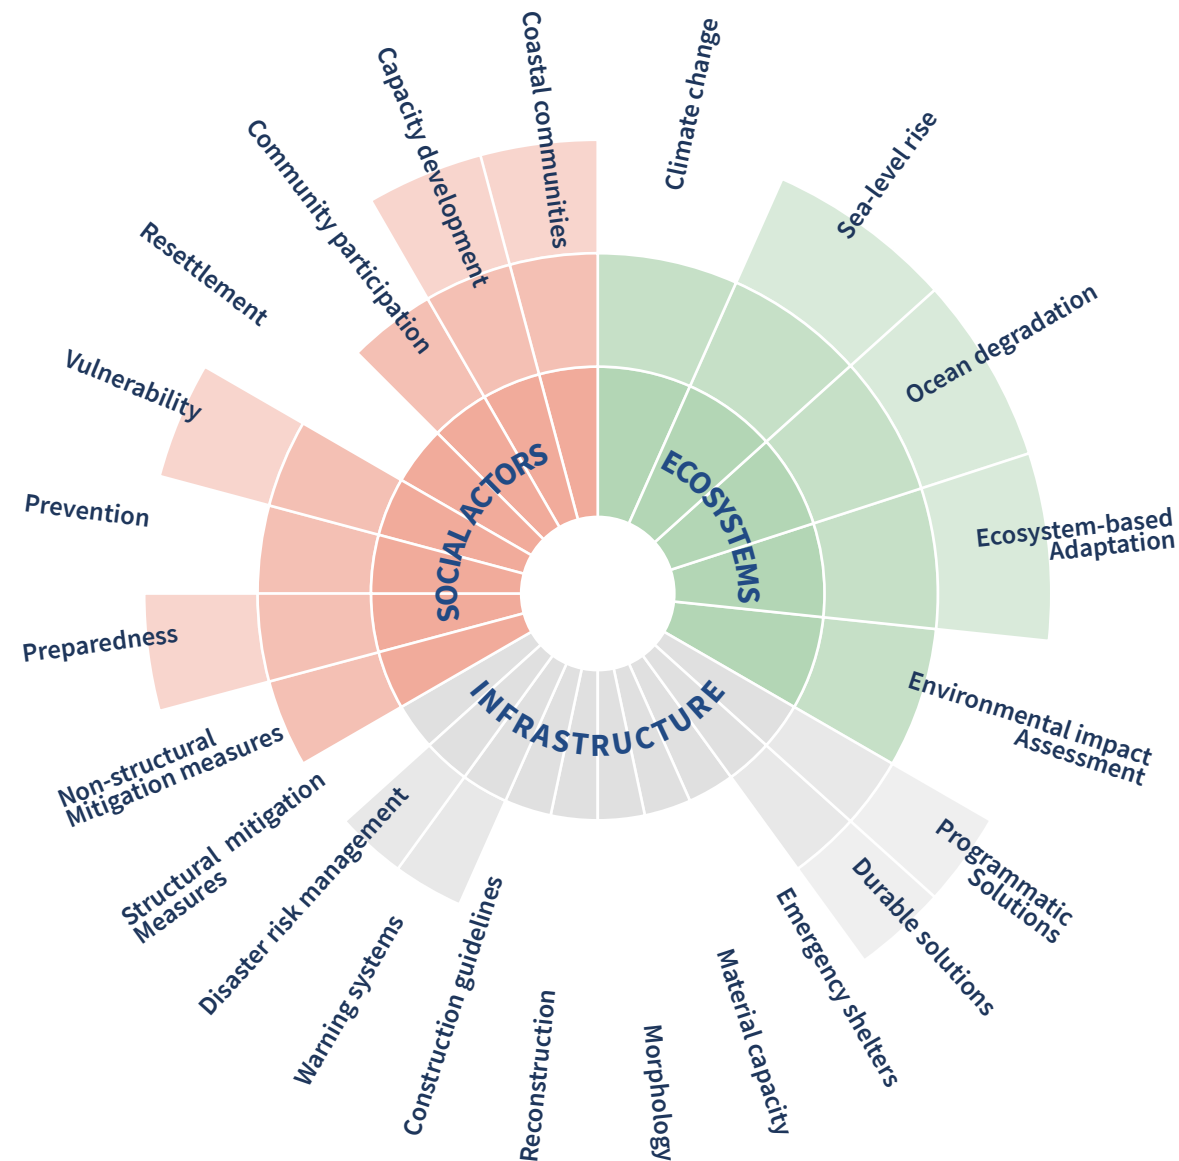 Coastal communities
Climate change
Sea-level rise
Ocean degradation
Ecosystem-based
Adaptation
Environmental impact
Assessment
Programmatic
Solutions
Durable solutions
Emergency shelters
Material capacity
Morphology
Reconstruction
Construction guidelines
Warning systems
Disaster risk management
Structural mitigation
Measures
Non-structural
Mitigation measures
Preparedness
Prevention
Vulnerability
Resettlement
Community participation
Capacity development
SOCIAL ACTORS
ECOSYSTEMS
INFRASTRUCTURE